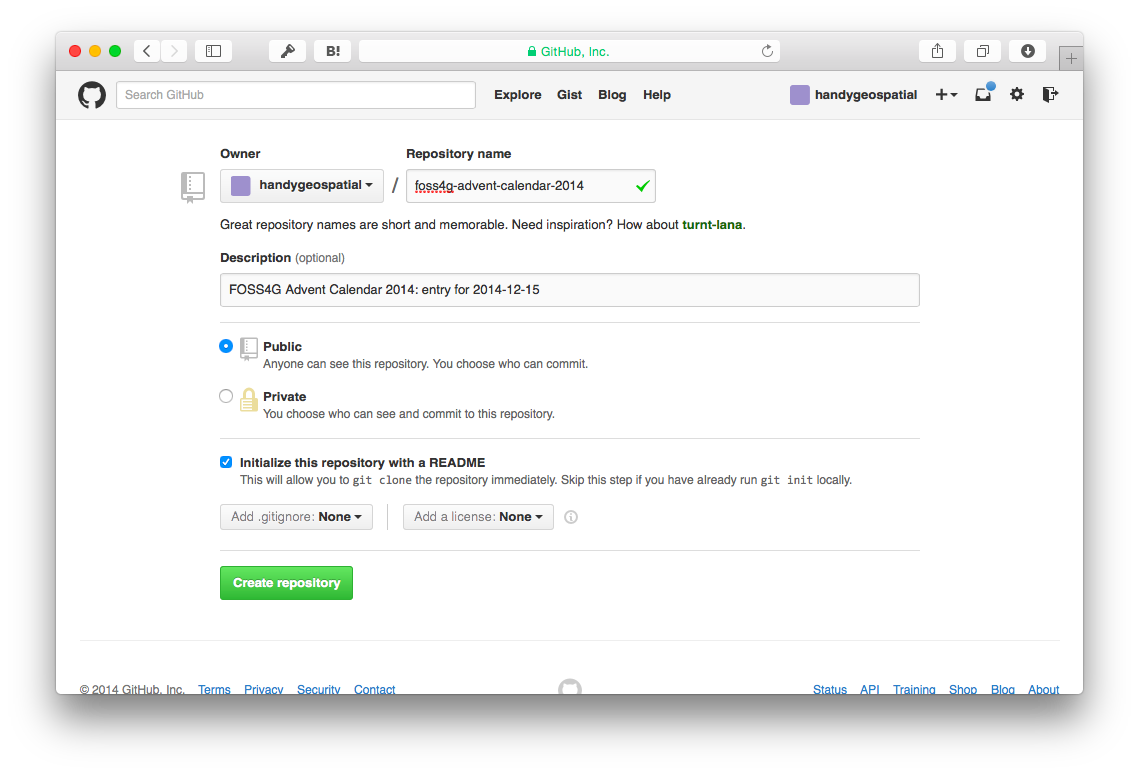 B!
GitHub, Inc.
Search GitHub
Explore Gist Blog Help
handygeospatial
Owner
Repository name
handygeospatial / foss4g-advent-calendar-2014
Great repository names are short and memorable. Need inspiration? How about turnt-lana.
Description (optional)
FOSS4G Advent Calendar 2014: entry for 2014-12-15
Public
Anyone can see this repository. You choose who can commit.
Private
You choose who can see and commit to this repository.
Initialize this repository with a README
This will allow you to git clone the repository immediately. Skip this step if you have already run git init locally.
Add .gitignore: None
Add a license: None
Create repository
© 2014 GitHub, Inc. Terms Privacy Security Contact
Status API Training Shop Blog About